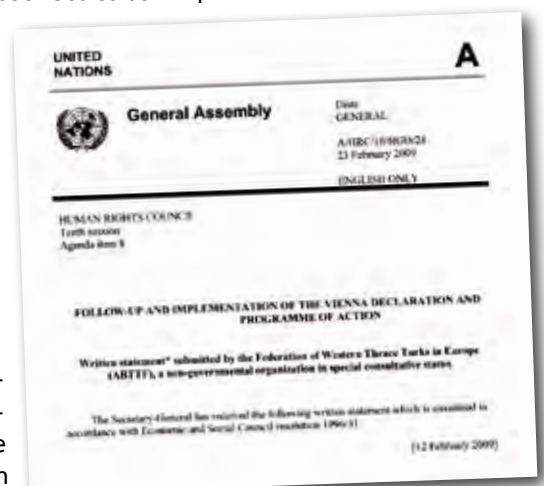 UNITED
NATIONS
A
General Assembly
Distr.
GENERAL
A/HRC/10/NGO/24
23 February 2009
ENGLISH ONLY
HUMAN RIGHTS COUNCIL
Tenth session
Agenda item 8
FOLLOW-UP AND IMPLEMENTATION OF THE VIENNA DECLARATION AND
PROGRAMME OF ACTION
Written statement* submitted by the Federation of Western Thrace Turks in Europe
(ABTTF), a non-governmental organization in special consultative status
The Secretary-General has received the following written statement which is circulated in
accordance with Economic and Social Council resolution 1996/31.
[12 February 2009]